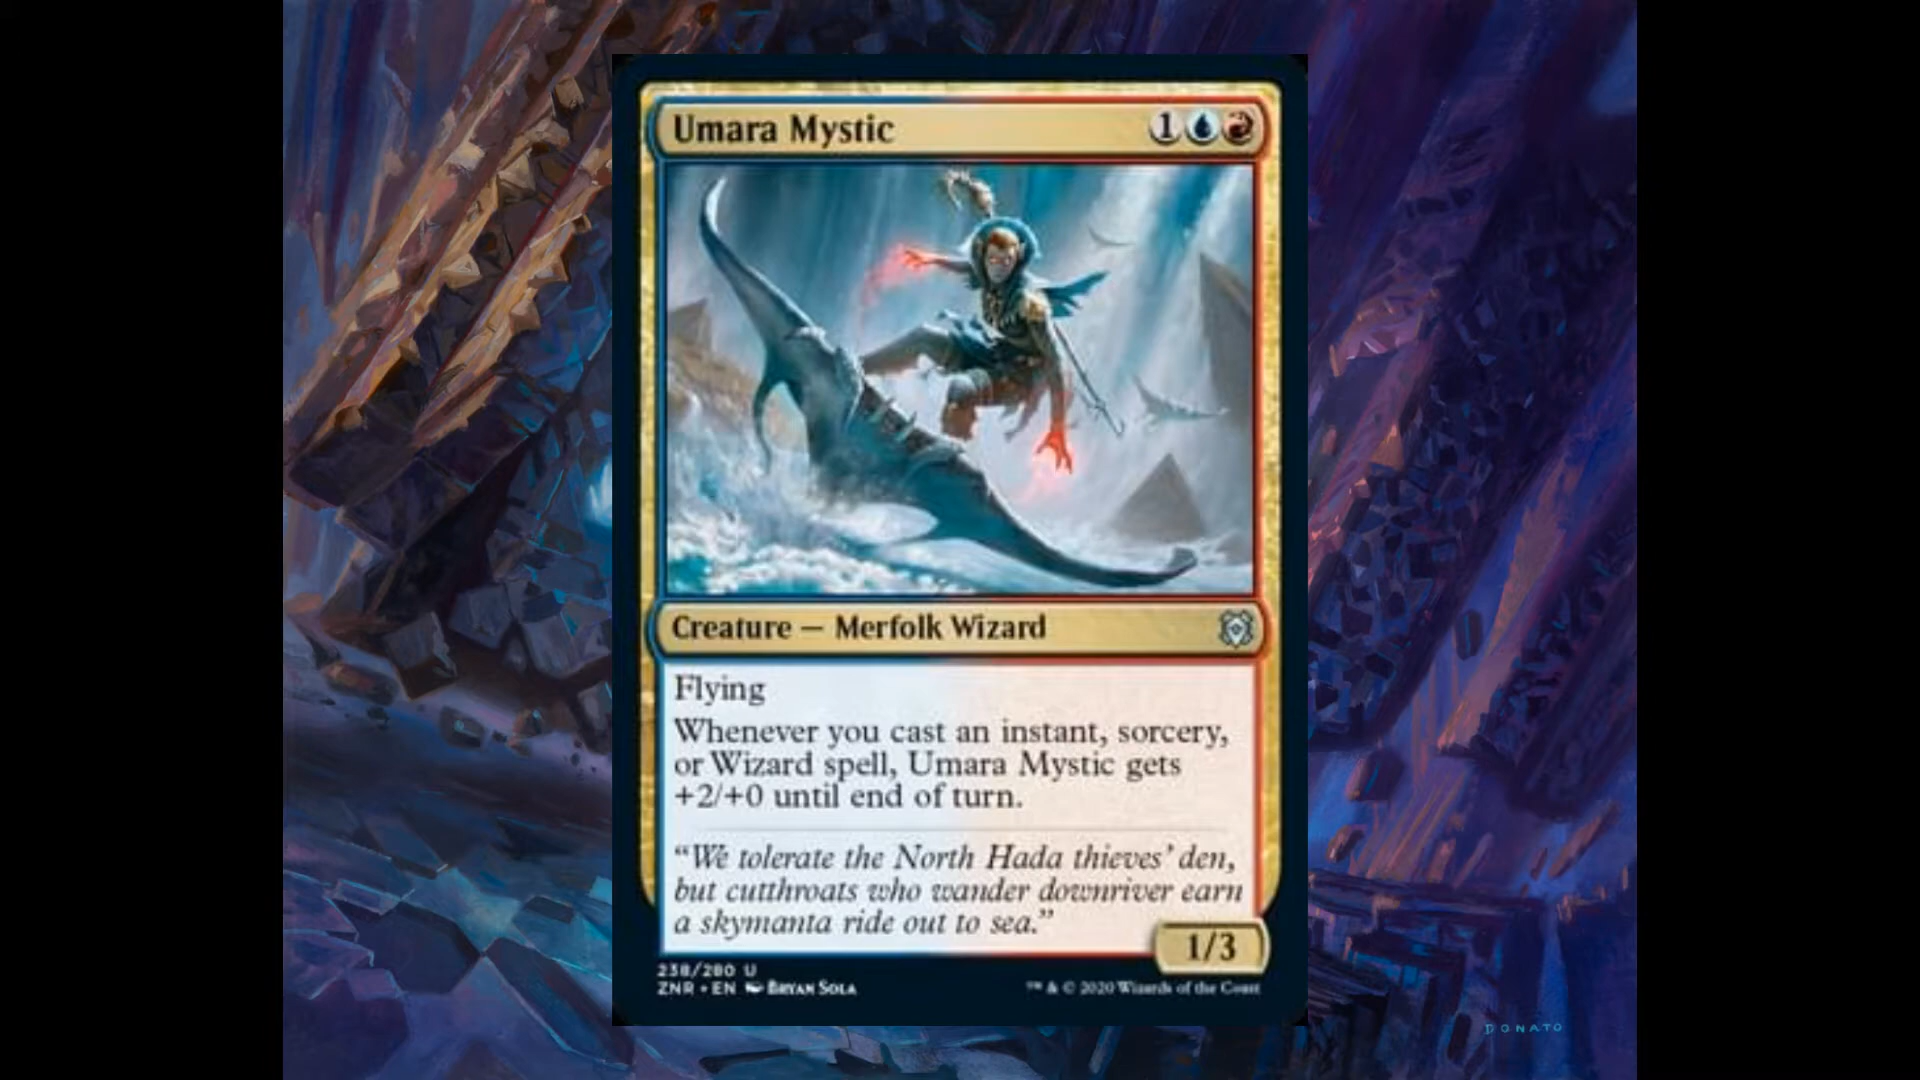 Umara Mystic 1
Creature — Merfolk Wizard
Flying
Whenever you cast an instant, sorcery,
or Wizard spell, Umara Mystic gets
+2/+0 until end of turn.
“We tolerate the North Hada thieves’ den,
but cutthroats who wander downriver earn
a skymanta ride out to sea.”
1/3
238/280 U
ZNR • EN Bryan Sola
™ & © 2020 Wizards of the Coast
DONATO